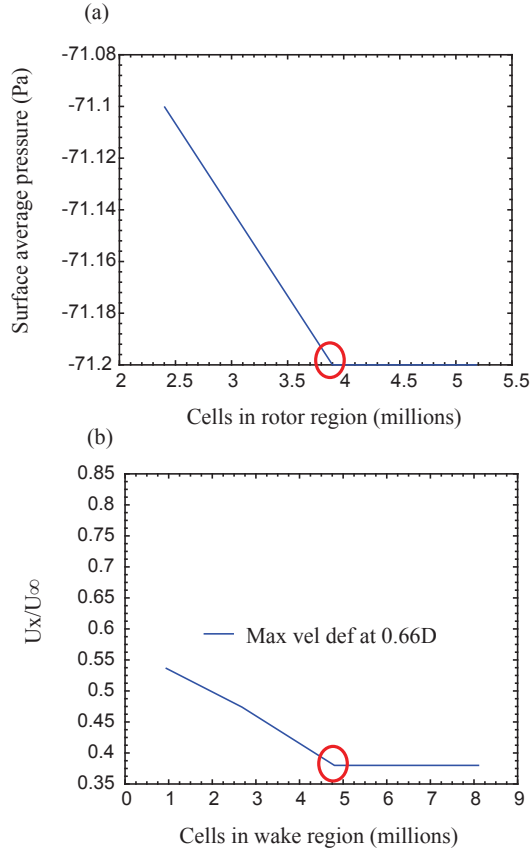 (a)
-71.08
-71.1
-71.12
-71.14
-71.16
-71.18
-71.2
Surface average pressure (Pa)
2 2.5 3 3.5 4 4.5 5 5.5
Cells in rotor region (millions)
(b)
0.85
0.8
0.75
0.7
0.65
0.6
0.55
0.5
0.45
0.4
0.35
Ux/U∞
Max vel def at 0.66D
0 1 2 3 4 5 6 7 8 9
Cells in wake region (millions)